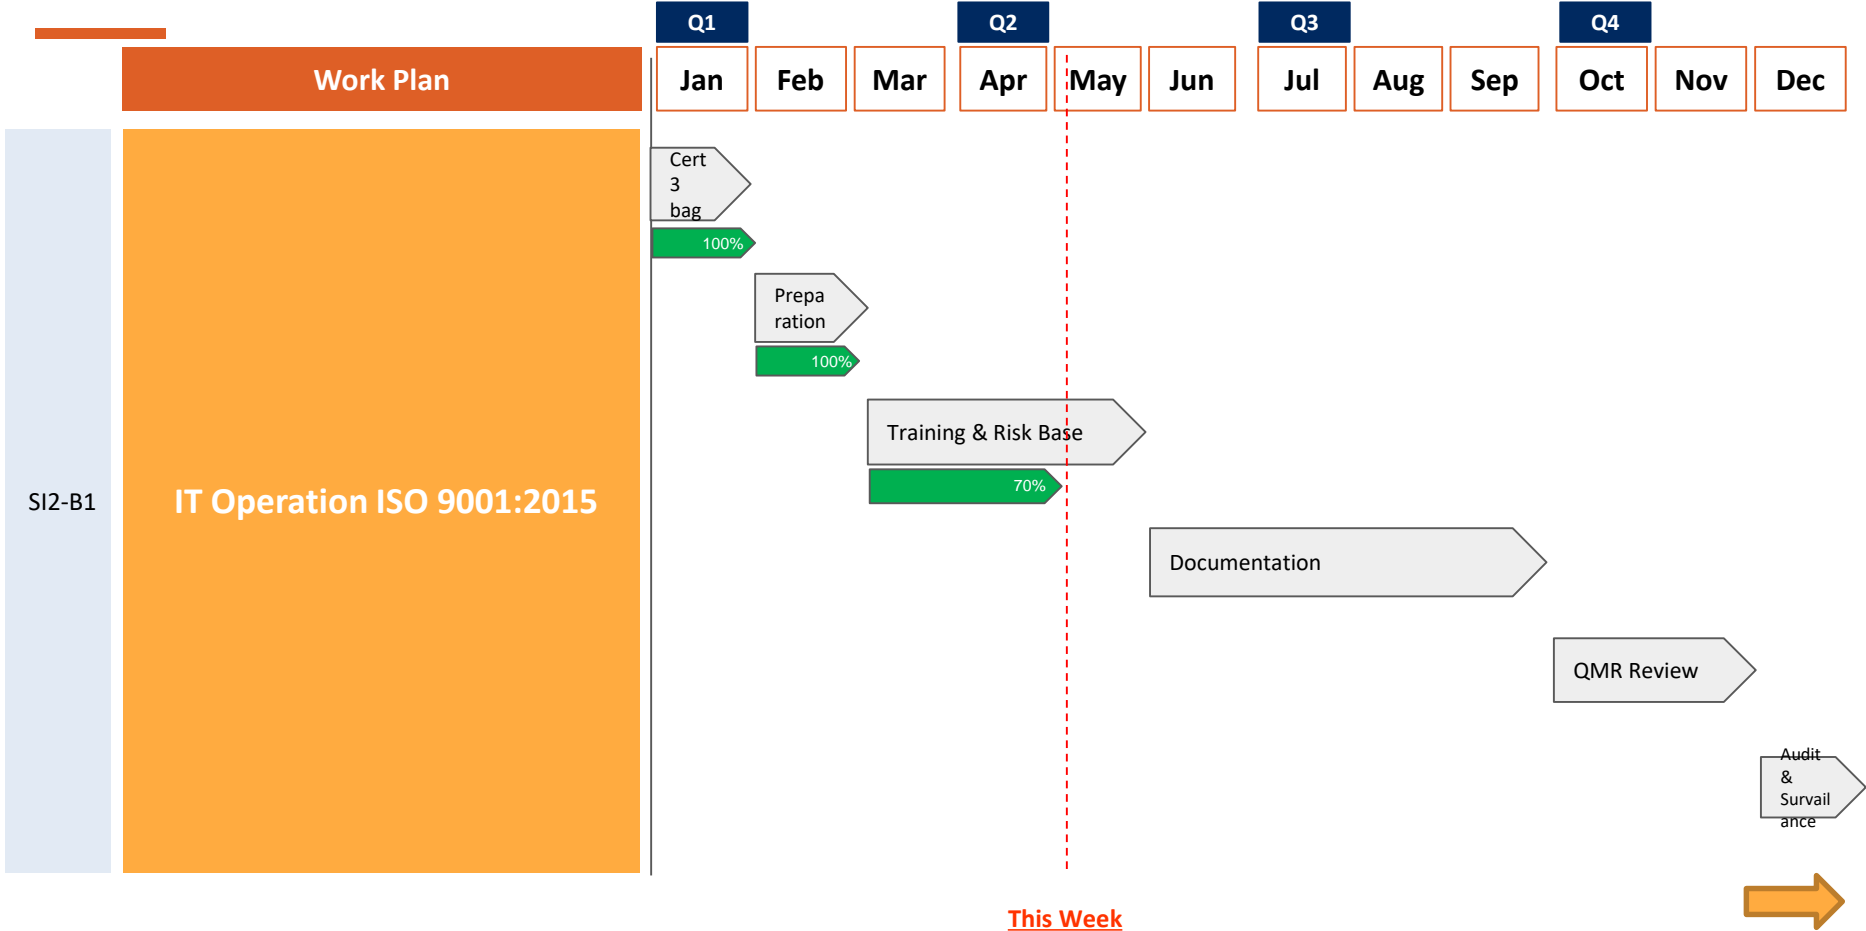 Q1 Q2 Q3 Q4
Work Plan Jan Feb Mar Apr May Jun Jul Aug Sep Oct Nov Dec
Cert
3
bag
100%
Prepa
ration
100%
Training & Risk Base
70%
SI2-B1
IT Operation ISO 9001:2015
Documentation
QMR Review
Audit
&
Survail
ance
This Week